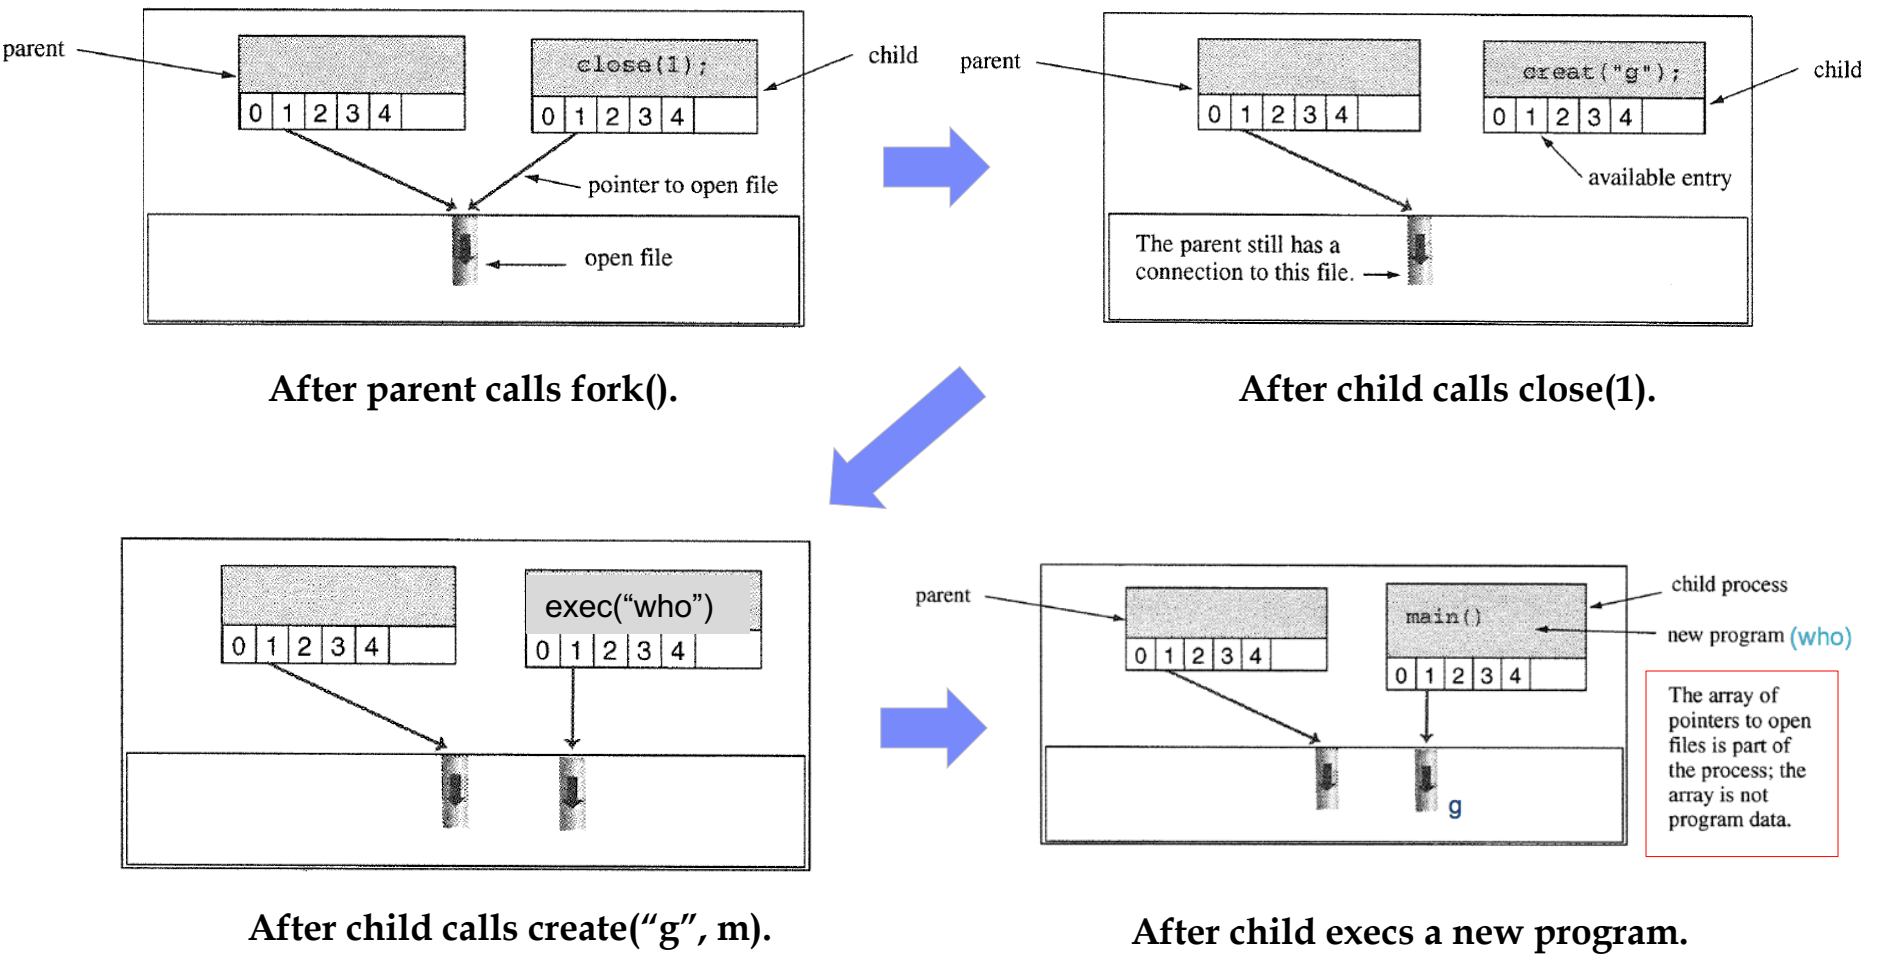 parent
close(1);
child
0 1 2 3 4
0 1 2 3 4
pointer to open file
open file
After parent calls fork().
parent
creat("g");
child
0 1 2 3 4
0 1 2 3 4
available entry
The parent still has a
connection to this file.
After child calls close(1).
exec(“who”)
0 1 2 3 4
0 1 2 3 4
After child calls create(“g”, m).
parent
main()
child process
new program (who)
0 1 2 3 4
0 1 2 3 4
g
The array of
pointers to open
files is part of
the process; the
array is not
program data.
After child execs a new program.